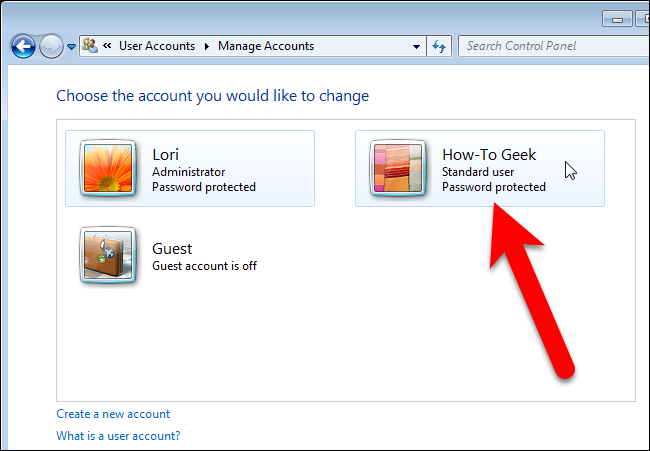 « User Accounts Manage Accounts Search Control Panel
Choose the account you would like to change
Lori
Administrator
Password protected
How-To Geek
Standard user
Password protected
Guest
Guest account is off
Create a new account
What is a user account?